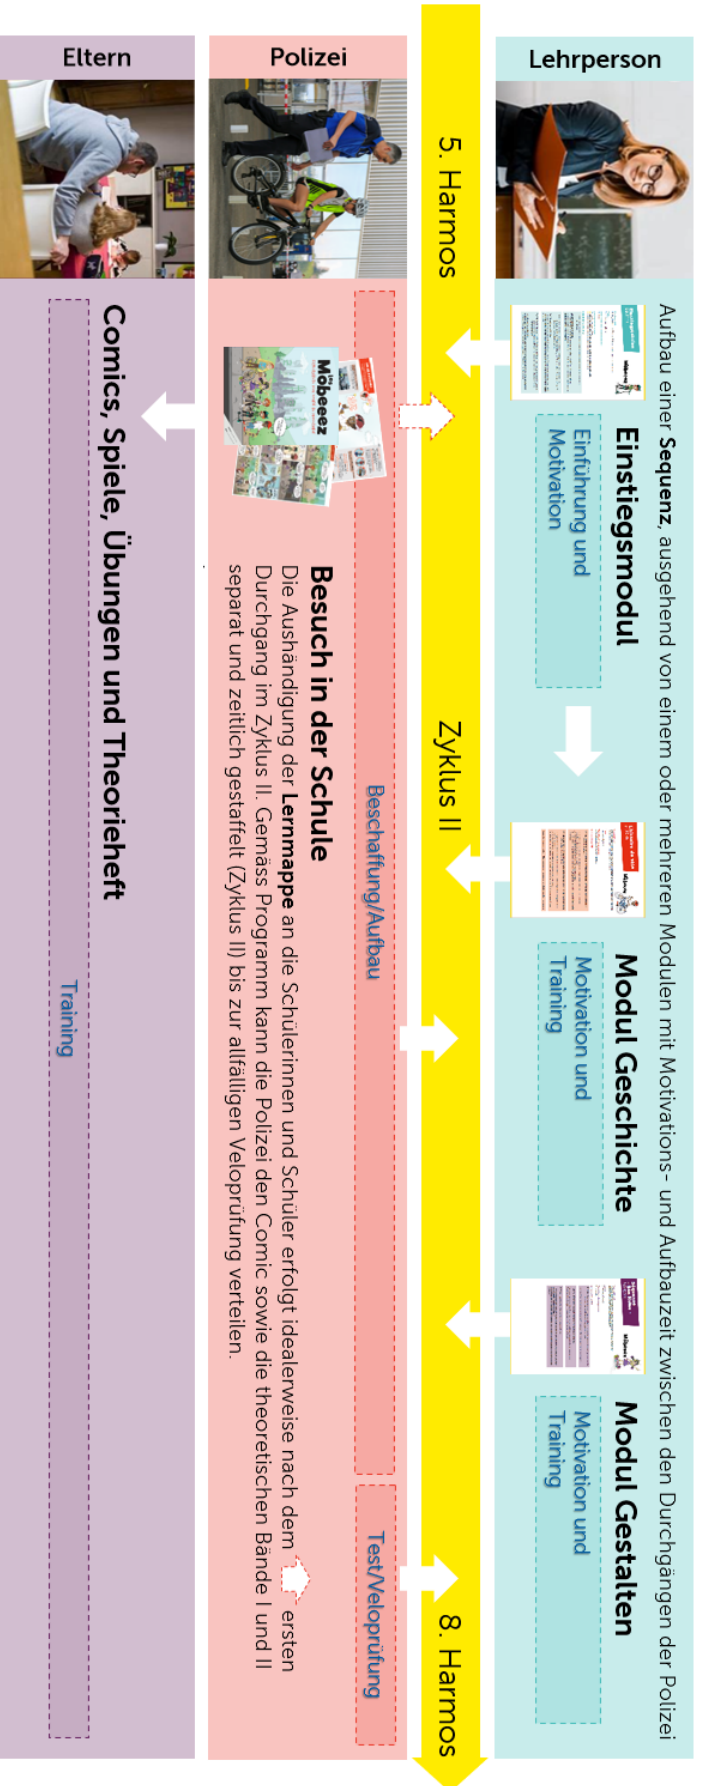 Lehrperson
Aufbau einer Sequenz, ausgehend von einem oder mehreren Modulen mit Motivations- und Aufbauzeit zwischen den Durchgängen der Polizei
Einstiegsmodul
Einführung und
Motivation
Modul Geschichte
Motivation und
Training
Modul Gestalten
Motivation und
Training
5. Harmos
Zyklus II
8. Harmos
Polizei
Beschaffung/Aufbau
Test/Veloprüfung
Möbeeez
Besuch in der Schule
Die Aushändigung der Lernmappe an die Schülerinnen und Schüler erfolgt idealerweise nach dem ersten
Durchgang im Zyklus II. Gemäss Programm kann die Polizei den Comic sowie die theoretischen Bände I und II
separat und zeitlich gestaffelt (Zyklus II) bis zur allfälligen Veloprüfung verteilen.
Eltern
Comics, Spiele, Übungen und Theorieheft
Training